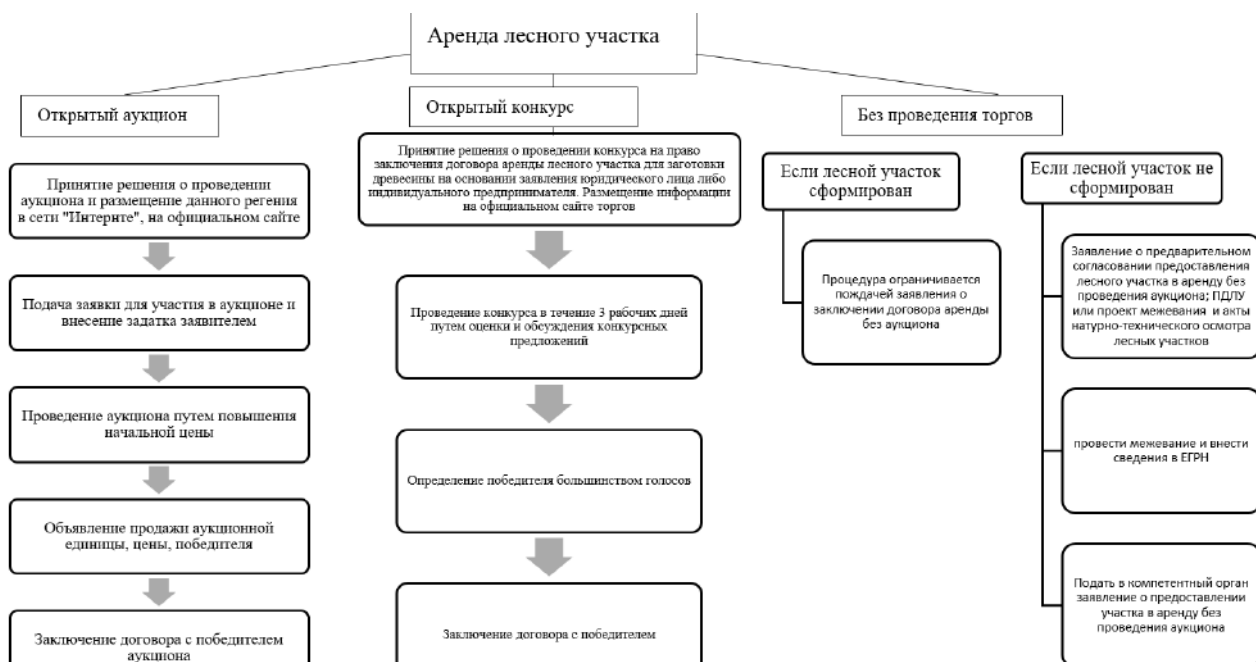 Аренда лесного участка
Открытый аукцион
Принятие решения о проведении
аукциона и размещение данного регения
в сети "Интернте", на официальном сайте
Подача заявки для участия в аукционе и
внесение задатка заявителем
Проведение аукциона путем повышения
начальной цены
Объявление продажи аукционной
единицы, цены, победителя
Заключение договора с победителем
аукциона
Открытый конкурс
Принятие решения о проведении конкурса на право
заключения договора аренды лесного участка для заготовки
древесины на основании заявления юридического лица либо
индивидуального предпринимателя. Размещение информации
на официальном сайте торгов
Проведение конкурса в течение 3 рабочих дней
путем оценки и обсуждения конкурсных
предложений
Определение победителя большинством голосов
Заключение договора с победителем
Без проведения торгов
Если лесной участок
сформирован
Процедура ограничивается
пождачей заявления о
заключении договора аренды
без аукциона
Если лесной участок не
сформирован
Заявление о предварительном
согласовании предоставления
лесного участка в аренду без
проведения аукциона; ПДЛУ
или проект межевания и акты
натурно-технического осмотра
лесных участков
провести межевание и внести
сведения в ЕГРН
Подать в компетентный орган
заявление о предоставлении
участка в аренду без
проведения аукциона